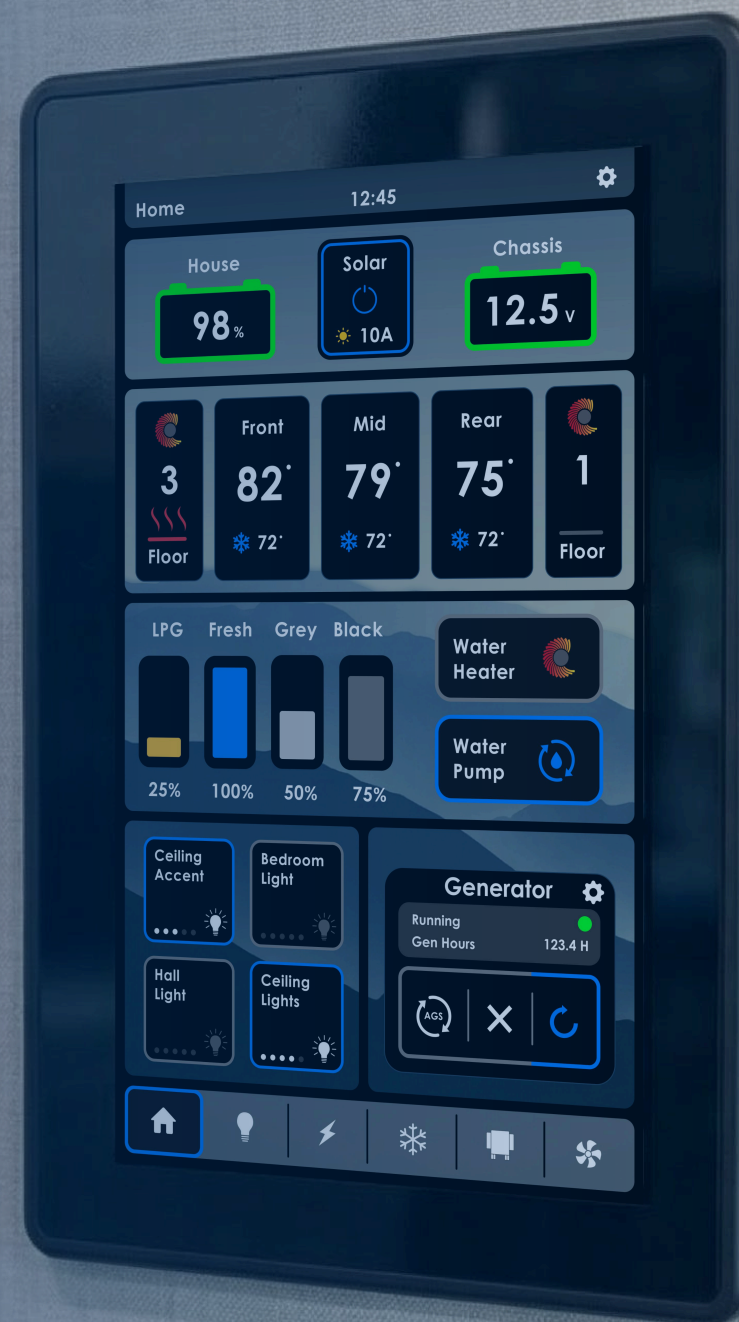 Home
12:45
House
Solar
Chassis
98%
10A
12.5 V
Front
Mid
Rear
3
82°
79°
75°
1
72°
72°
72°
Floor
Floor
LPG Fresh Grey Black
Water
Heater
Water
Pump
25% 100% 50% 75%
Ceiling
Accent
Bedroom
Light
Hall
Light
Ceiling
Lights
Generator
Running
Gen Hours 123.4 H
AGS